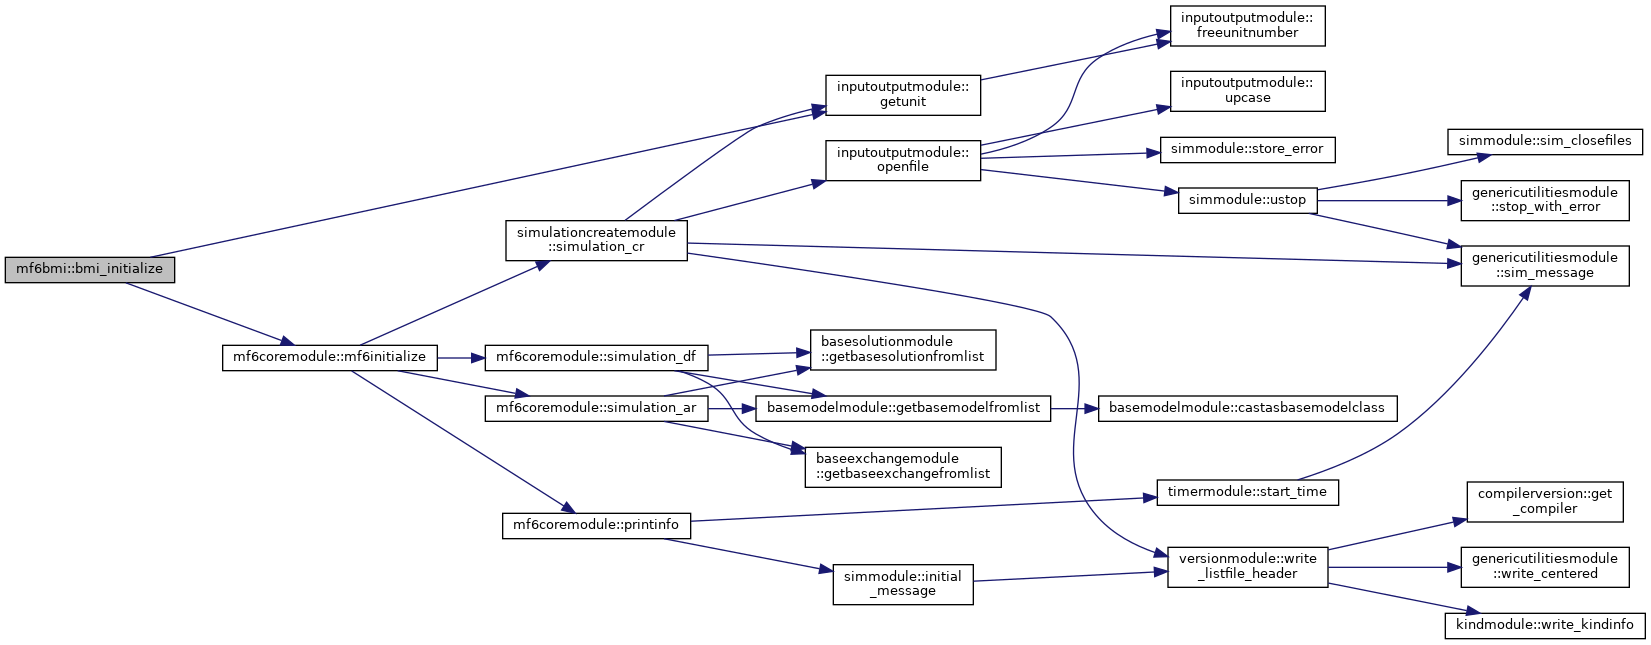 mf6bmi::bmi_initialize
mf6coremodule::mf6initialize
simulationcreatemodule
::simulation_cr
mf6coremodule::simulation_df
mf6coremodule::simulation_ar
mf6coremodule::printinfo
inputoutputmodule::
getunit
inputoutputmodule::
openfile
basesolutionmodule
::getbasesolutionfromlist
basemodelmodule::getbasemodelfromlist
baseexchangemodule
::getbaseexchangefromlist
simmodule::initial
_message
inputoutputmodule::
freeunitnumber
inputoutputmodule::
upcase
simmodule::store_error
simmodule::ustop
basemodelmodule::castasbasemodelclass
timermodule::start_time
versionmodule::write
_listfile_header
simmodule::sim_closefiles
genericutilitiesmodule
::stop_with_error
genericutilitiesmodule
::sim_message
compilerversion::get
_compiler
genericutilitiesmodule
::write_centered
kindmodule::write_kindinfo